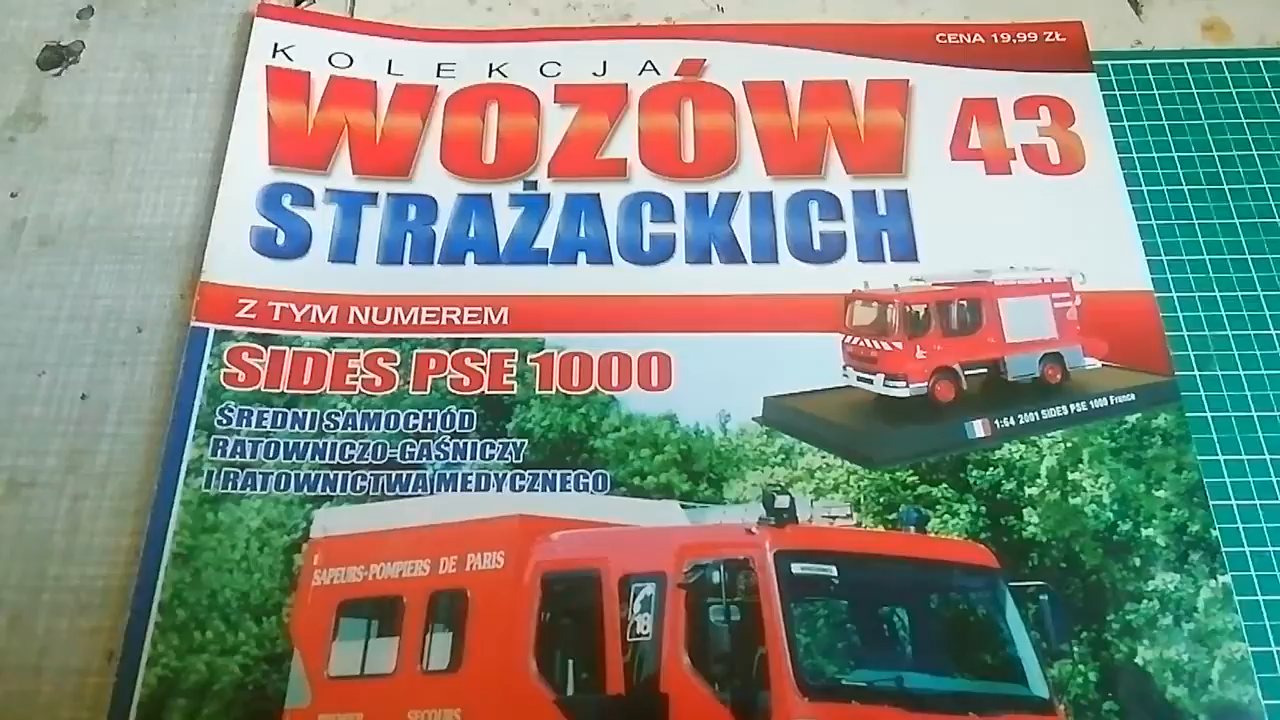 CENA 19,99 ZŁ
KOLEKCJA
WOZÓW
43
STRAŻACKICH
Z TYM NUMEREM
SIDES PSE 1000
ŚREDNI SAMOCHÓD
RATOWNICZO-GAŚNICZY
I RATOWNICTWA MEDYCZNEGO
1:64 2001 SIDES PSE 1000 France
SAPEURS-POMPIERS DE PARIS
18
SECOURS